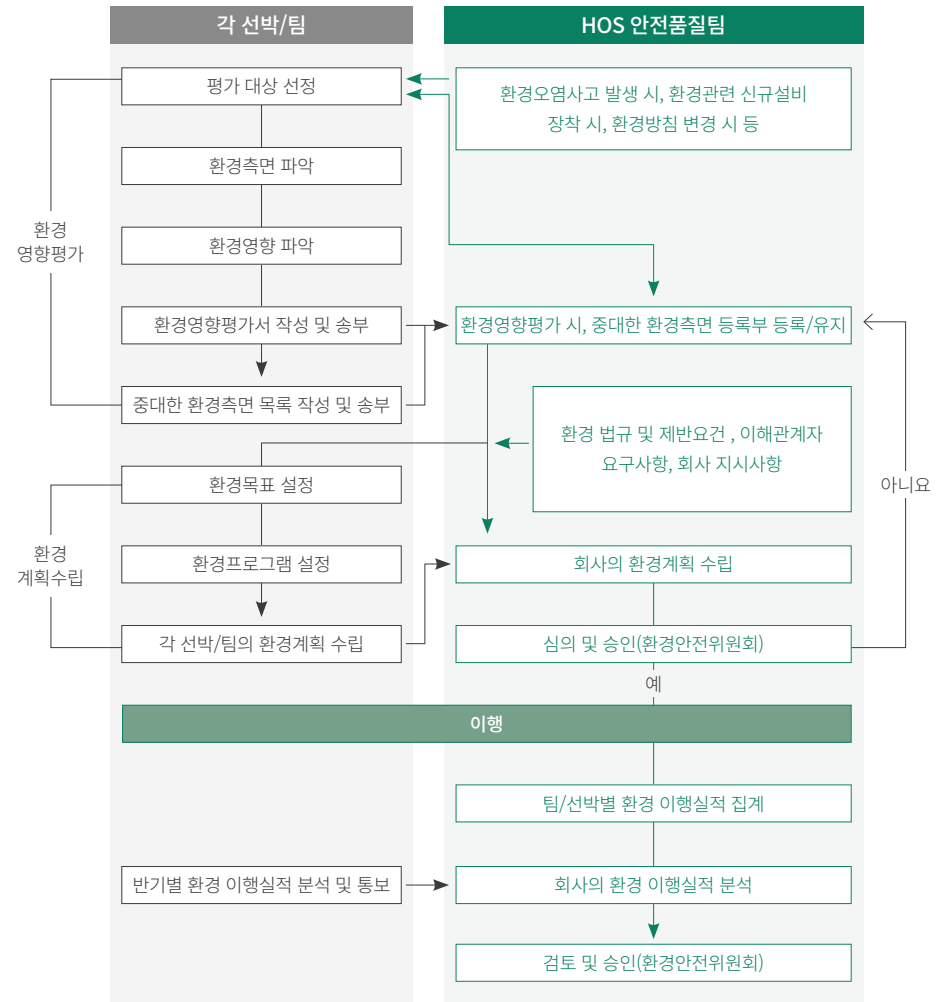 각 선박/팀
HOS 안전품질팀
평가 대상 선정
환경오염사고 발생 시, 환경관련 신규설비
장착 시, 환경방침 변경 시 등
환경측면 파악
환경
영향평가
환경영향 파악
환경영향평가서 작성 및 송부
환경영향평가 시, 중대한 환경측면 등록부 등록/유지
중대한 환경측면 목록 작성 및 송부
환경 법규 및 제반요건 , 이해관계자
요구사항, 회사 지시사항
아니요
환경목표 설정
환경
계획수립
환경프로그램 설정
회사의 환경계획 수립
각 선박/팀의 환경계획 수립
심의 및 승인(환경안전위원회)
예
이행
팀/선박별 환경 이행실적 집계
반기별 환경 이행실적 분석 및 통보
회사의 환경 이행실적 분석
검토 및 승인(환경안전위원회)